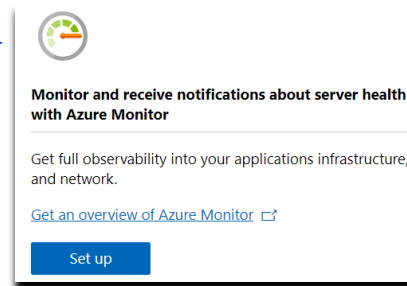 Monitor and receive notifications about server health
with Azure Monitor
Get full observability into your applications infrastructure,
and network.
Get an overview of Azure Monitor
Set up